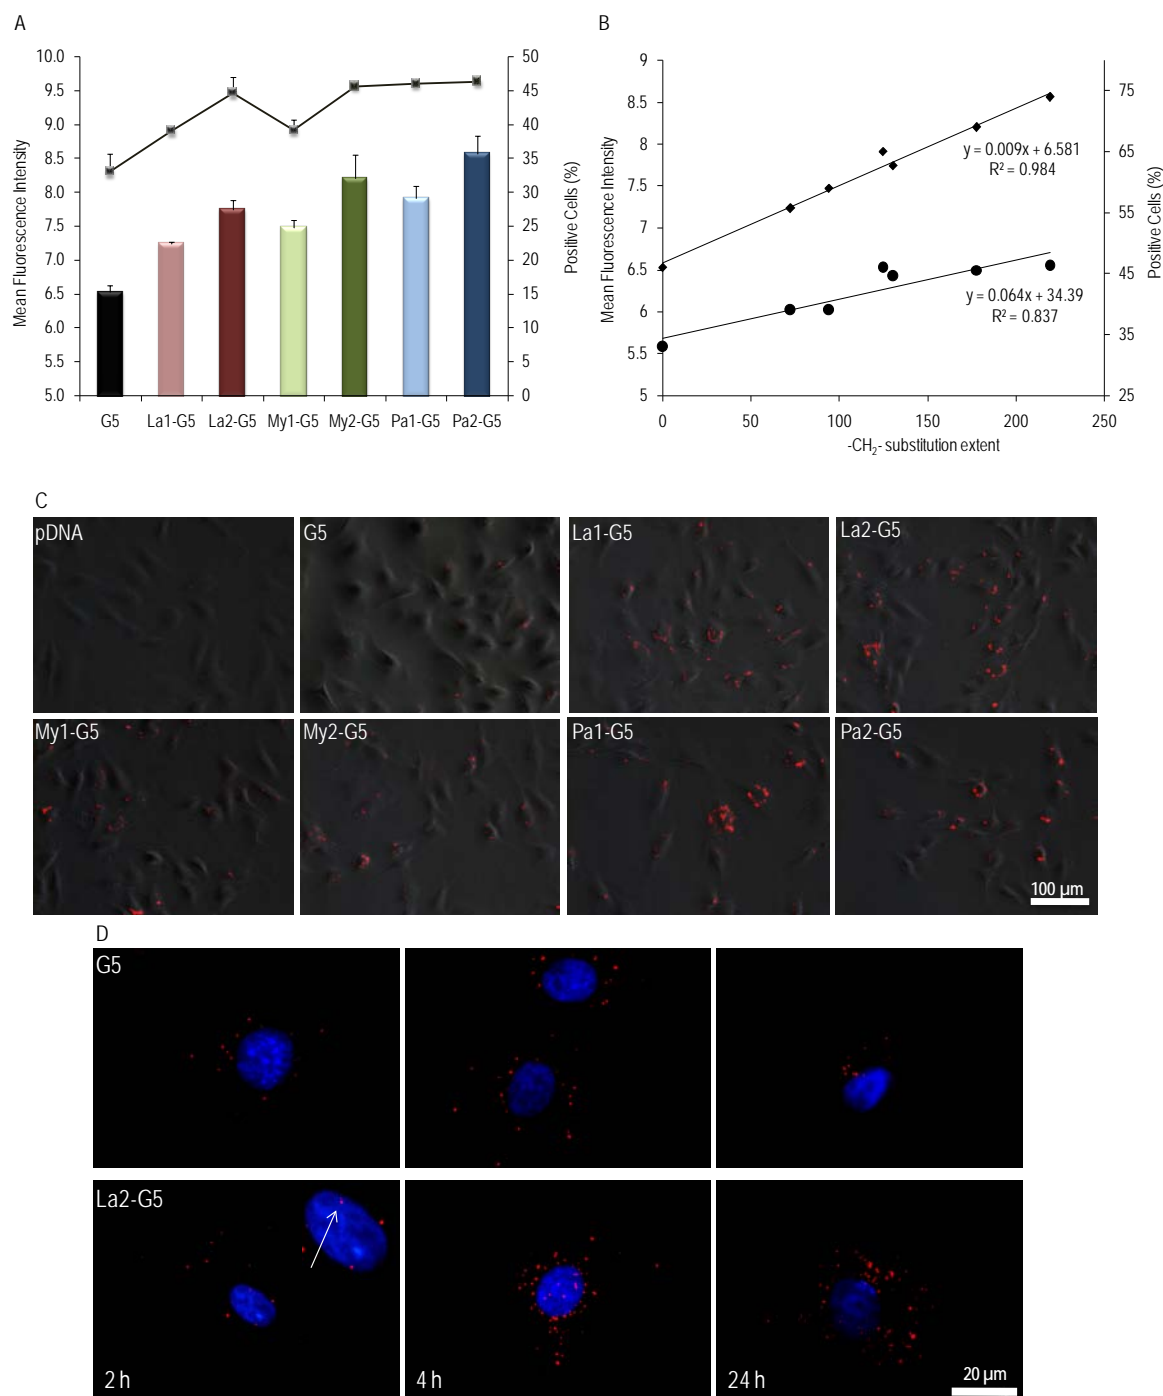 A
B
10.0
9.5
9.0
8.5
8.0
7.5
7.0
6.5
6.0
5.5
5.0
Mean Fluorescence Intensity
50
45
40
35
30
25
20
15
10
5
0
Positive Cells (%)
G5 La1-G5 La2-G5 My1-G5 My2-G5 Pa1-G5 Pa2-G5
9
8.5
8
7.5
7
6.5
6
5.5
5
Mean Fluorescence Intensity
y = 0.009x + 6.581
R² = 0.984
y = 0.064x + 34.39
R² = 0.837
75
65
55
45
35
25
Positive Cells (%)
0 50 100 150 200 250
-CH₂- substitution extent
C
pDNA G5 La1-G5 La2-G5
My1-G5 My2-G5 Pa1-G5 Pa2-G5
100 µm
D
G5
La2-G5
2 h 4 h 24 h
20 µm